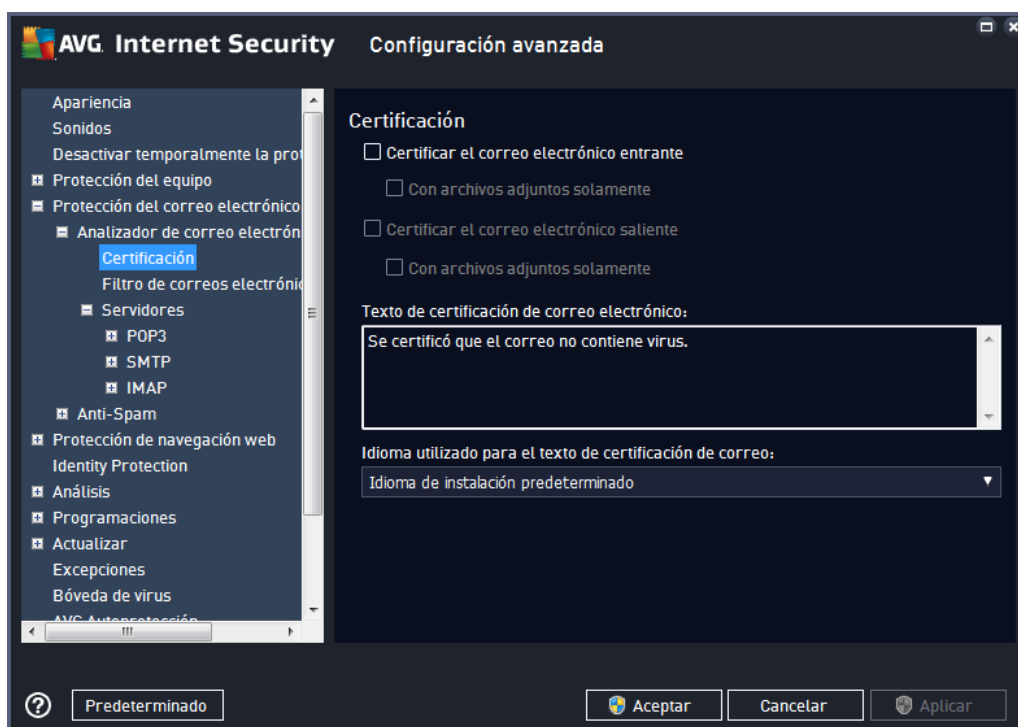 AVG. Internet Security
Configuración avanzada
Apariencia
Sonidos
Desactivar temporalmente la prot
Protección del equipo
Protección del correo electrónico
Analizador de correo electrón
Certificación
Filtro de correos electrónic
Servidores
POP3
SMTP
IMAP
Anti-Spam
Protección de navegación web
Identity Protection
Análisis
Programaciones
Actualizar
Excepciones
Bóveda de virus
AVG Autoprotección
Certificación
Certificar el correo electrónico entrante
Con archivos adjuntos solamente
Certificar el correo electrónico saliente
Con archivos adjuntos solamente
Texto de certificación de correo electrónico:
Se certificó que el correo no contiene virus.
Idioma utilizado para el texto de certificación de correo:
Idioma de instalación predeterminado
Predeterminado
Aceptar
Cancelar
Aplicar